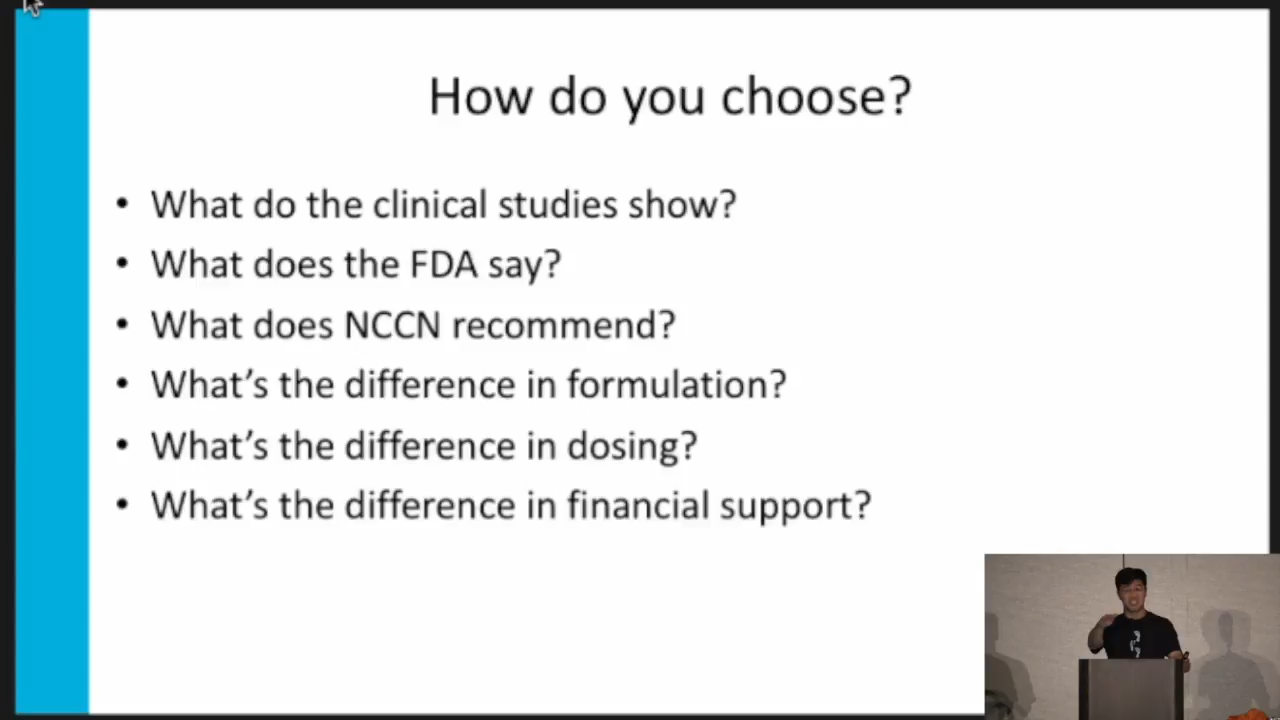 How do you choose?
• What do the clinical studies show?
• What does the FDA say?
• What does NCCN recommend?
• What’s the difference in formulation?
• What’s the difference in dosing?
• What’s the difference in financial support?